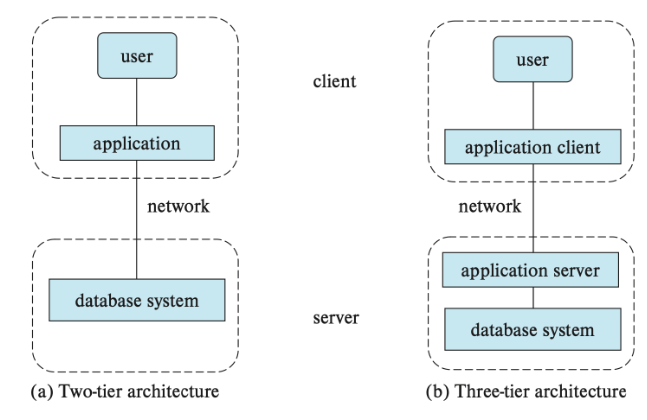 user
application
network
database system
(a) Two-tier architecture
client
server
user
application client
network
application server
database system
(b) Three-tier architecture